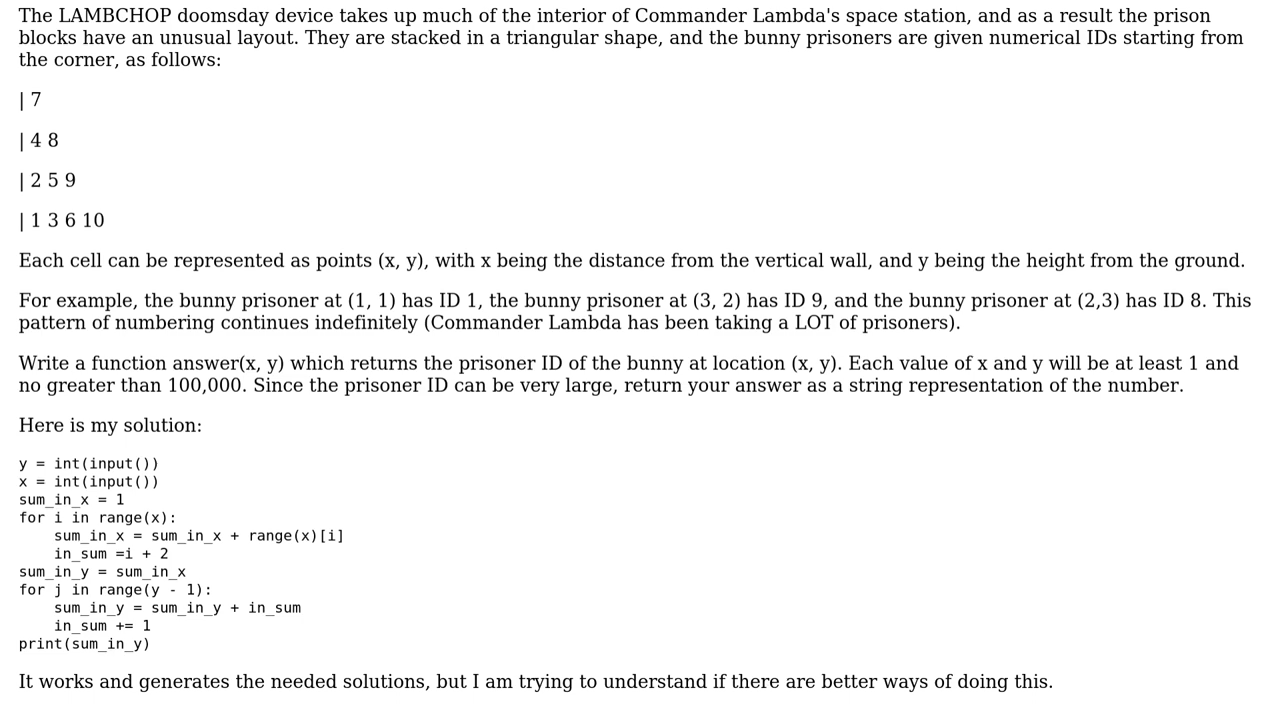 The LAMBCHOP doomsday device takes up much of the interior of Commander Lambda's space station, and as a result the prison
blocks have an unusual layout. They are stacked in a triangular shape, and the bunny prisoners are given numerical IDs starting from
the corner, as follows:
| 7
| 4 8
| 2 5 9
| 1 3 6 10
Each cell can be represented as points (x, y), with x being the distance from the vertical wall, and y being the height from the ground.
For example, the bunny prisoner at (1, 1) has ID 1, the bunny prisoner at (3, 2) has ID 9, and the bunny prisoner at (2,3) has ID 8. This
pattern of numbering continues indefinitely (Commander Lambda has been taking a LOT of prisoners).
Write a function answer(x, y) which returns the prisoner ID of the bunny at location (x, y). Each value of x and y will be at least 1 and
no greater than 100,000. Since the prisoner ID can be very large, return your answer as a string representation of the number.
Here is my solution:
y = int(input())
x = int(input())
sum_in_x = 1
for i in range(x):
    sum_in_x = sum_in_x + range(x)[i]
    in_sum =i + 2
sum_in_y = sum_in_x
for j in range(y - 1):
    sum_in_y = sum_in_y + in_sum
    in_sum += 1
print(sum_in_y)
It works and generates the needed solutions, but I am trying to understand if there are better ways of doing this.